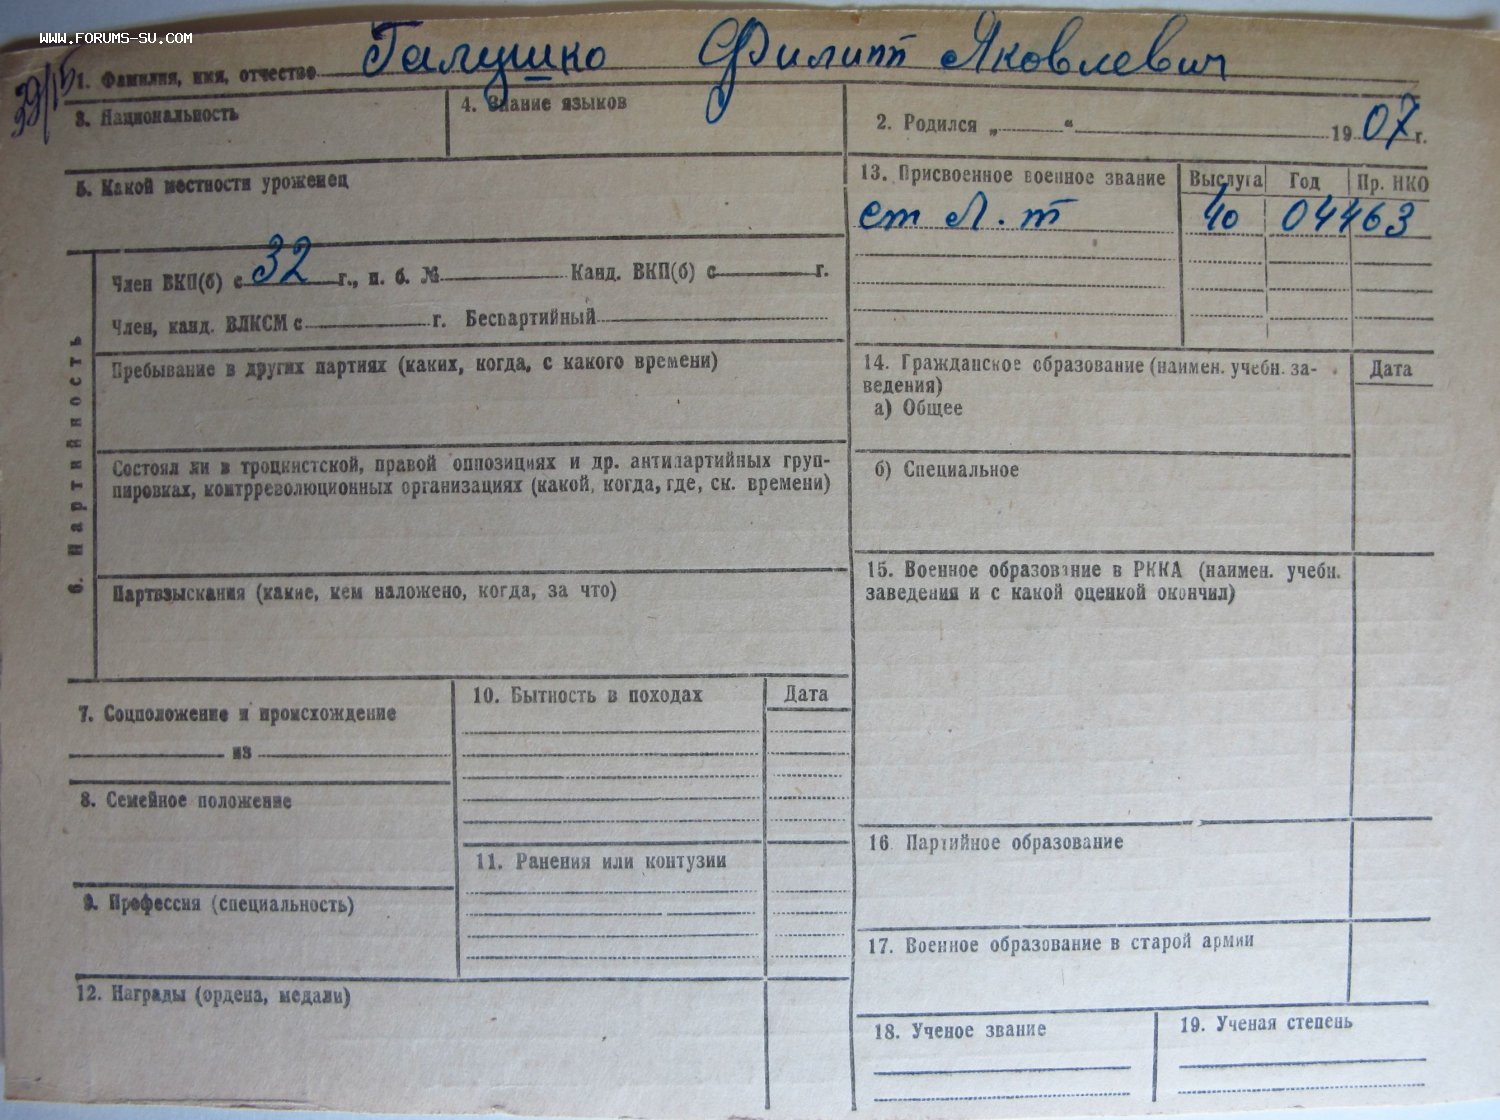 WWW.FORUMS-SU.COM
1. Фамилия, имя, отчество Галушко Филипп Яковлевич
3. Национальность
4. Знание языков
2. Родился „ “ 19 07 г.
5. Какой местности уроженец
13. Присвоенное военное звание Выслуга Год Пр. НКО
ст л.т 40 04463
6. Партийность
Член ВКП(б) с 32 г., п. б. № Канд. ВКП(б) с г.
Член, канд. ВЛКСМ с г. Беспартийный
Пребывание в других партиях (каких, когда, с какого времени)
Состоял ли в троцкистской, правой оппозициях и др. антипартийных груп-
пировках, контрреволюционных организациях (какой, когда, где, ск. времени)
Партвзыскания (какие, кем наложено, когда, за что)
14. Гражданское образование (наимен. учебн. за-
ведения)
Дата
а) Общее
б) Специальное
15. Военное образование в РККА (наимен. учебн.
заведения и с какой оценкой окончил)
7. Соцположение и происхождение
из
8. Семейное положение
9. Профессия (специальность)
10. Бытность в походах Дата
11. Ранения или контузии
12. Награды (ордена, медали)
16 Партийное образование
17. Военное образование в старой армии
18. Ученое звание
19. Ученая степень